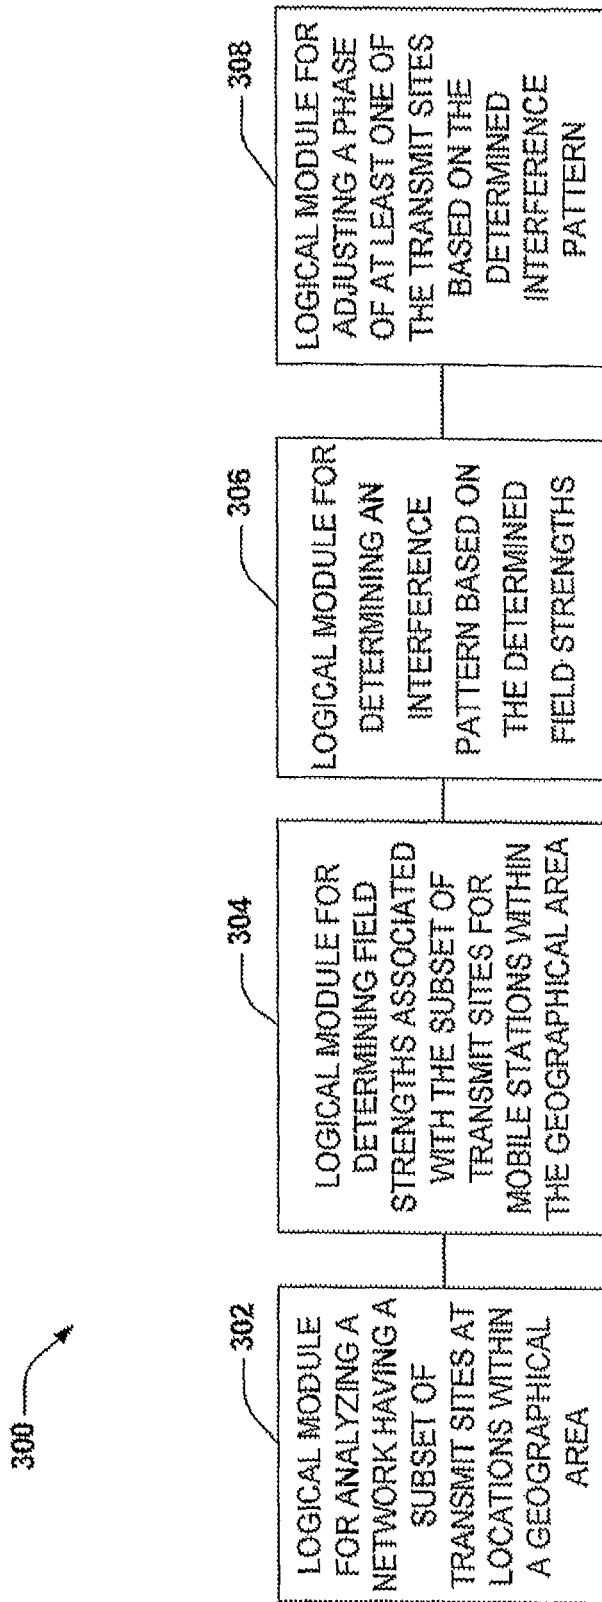 300
302
LOGICAL MODULE
FOR ANALYZING A
NETWORK HAVING A
SUBSET OF
TRANSMIT SITES AT
LOCATIONS WITHIN
A GEOGRAPHICAL
AREA
304
LOGICAL MODULE FOR
DETERMINING FIELD
STRENGTHS ASSOCIATED
WITH THE SUBSET OF
TRANSMIT SITES FOR
MOBILE STATIONS WITHIN
THE GEOGRAPHICAL AREA
306
LOGICAL MODULE FOR
DETERMINING AN
INTERFERENCE
PATTERN BASED ON
THE DETERMINED
FIELD STRENGTHS
308
LOGICAL MODULE FOR
ADJUSTING A PHASE
OF AT LEAST ONE OF
THE TRANSMIT SITES
BASED ON THE
DETERMINED
INTERFERENCE
PATTERN